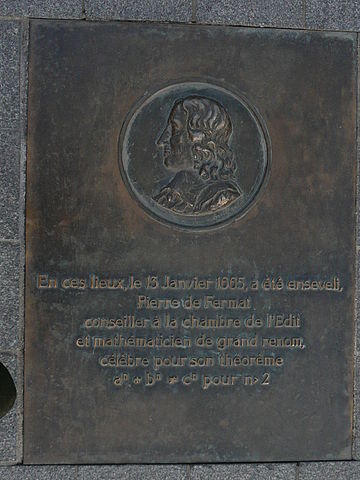 En ces lieux, le 13 Janvier 1665, a été enseveli,
Pierre de Fermat
conseiller à la chambre de l'Edit
et mathématicien de grand renom,
célèbre pour son théorème
aⁿ + bⁿ ≠ cⁿ pour n>2